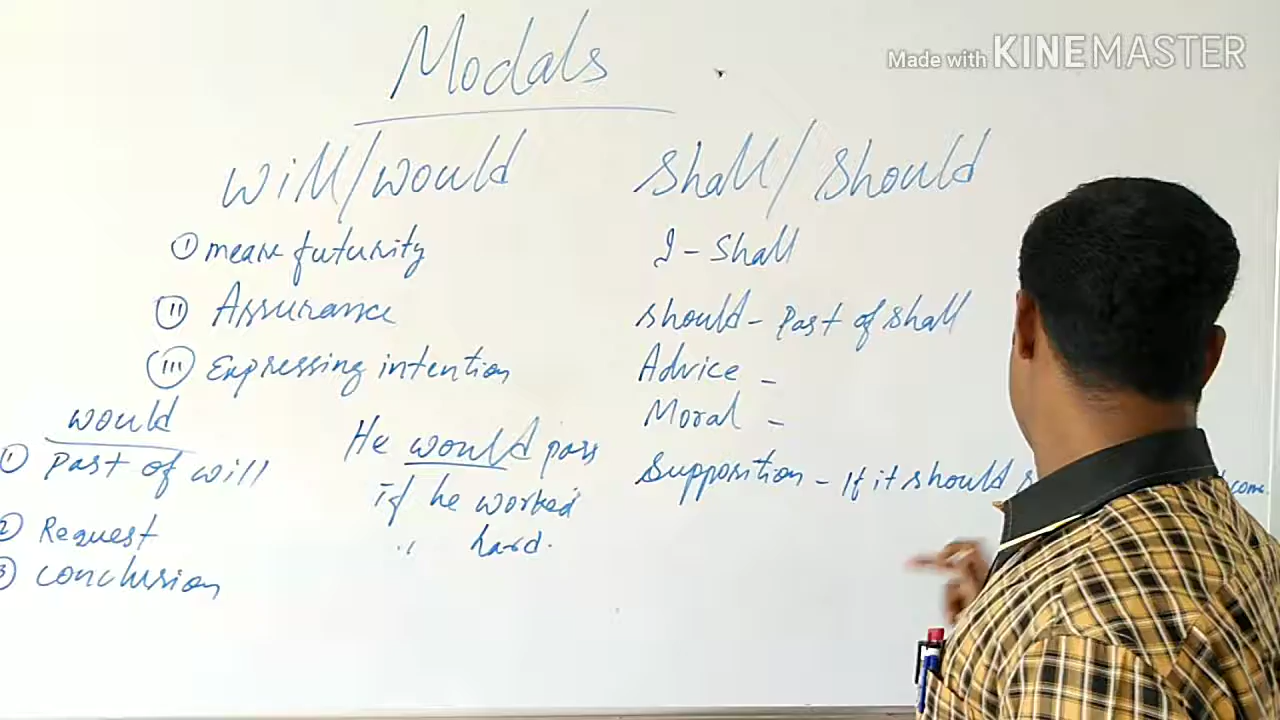 Modals
Made with KINEMASTER
will/would
① mean futurity
II Assurance
III Expressing intention
would
① Past of will
② Request
3 conclusion
He would pass
if he worked
hard.
Shall/Should
I - Shall
should - Past of shall
Advice -
Moral -
Supposition - If it should
come.